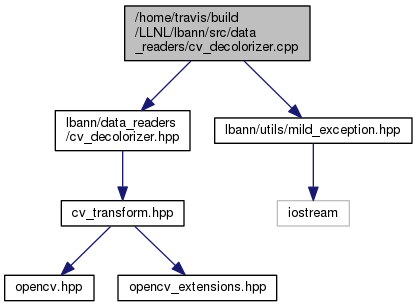 /home/travis/build
/LLNL/lbann/src/data
_readers/cv_decolorizer.cpp
lbann/data_readers
/cv_decolorizer.hpp
lbann/utils/mild_exception.hpp
cv_transform.hpp
iostream
opencv.hpp
opencv_extensions.hpp